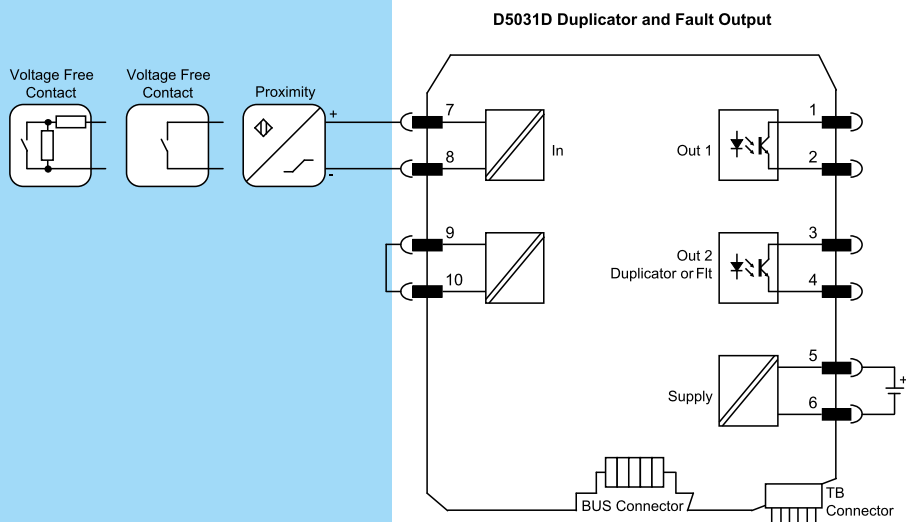 D5031D Duplicator and Fault Output
Voltage Free
Contact
Voltage Free
Contact
Proximity
+
-
7
8
In
9
10
Out 1
1
2
Out 2
Duplicator or Flt
3
4
Supply
5
6
+
BUS Connector
TB
Connector